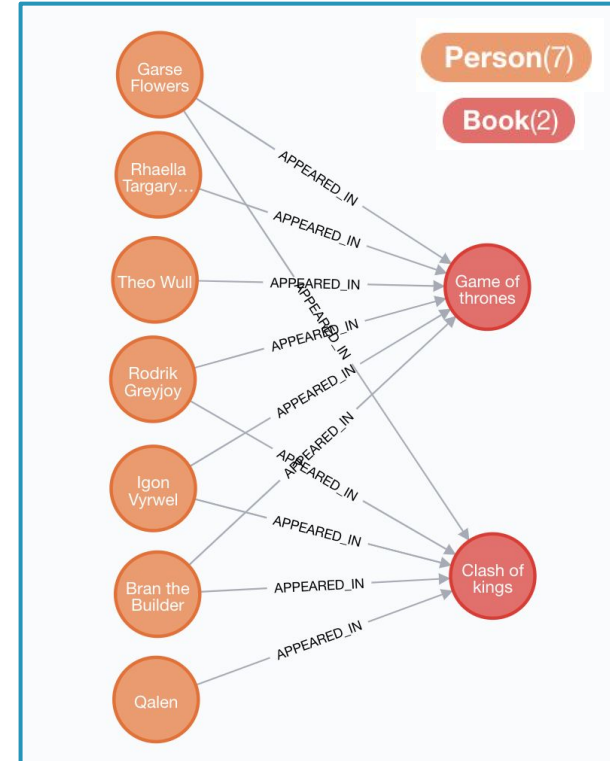 Person(7)
Book(2)
Garse
Flowers
APPEARED_IN
Rhaella
Targary...
APPEARED_IN
Theo Wull
APPEARED_IN
Game of
thrones
APPEARED_IN
APPEARED_IN
Rodrik
Greyjoy
APPEARED_IN
APPEARED_IN
Igon
Vyrwel
APPEARED_IN
APPEARED_IN
Clash of
kings
Bran the
Builder
APPEARED_IN
APPEARED_IN
Qalen